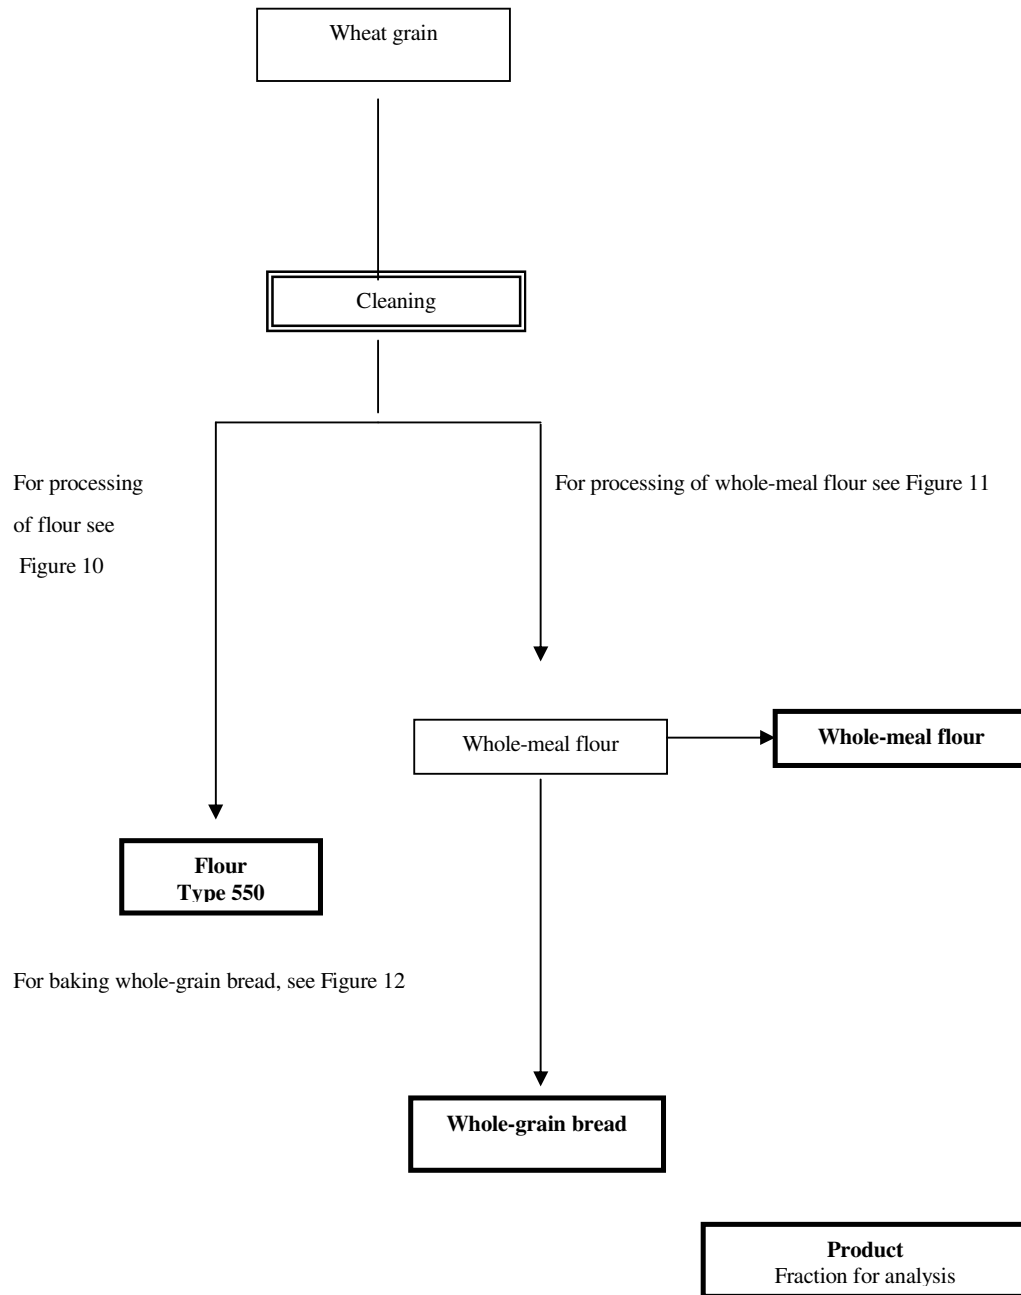 Wheat grain
Cleaning
For processing
of flour see
Figure 10
For processing of whole-meal flour see Figure 11
Whole-meal flour
Whole-meal flour
Flour
Type 550
For baking whole-grain bread, see Figure 12
Whole-grain bread
Product
Fraction for analysis